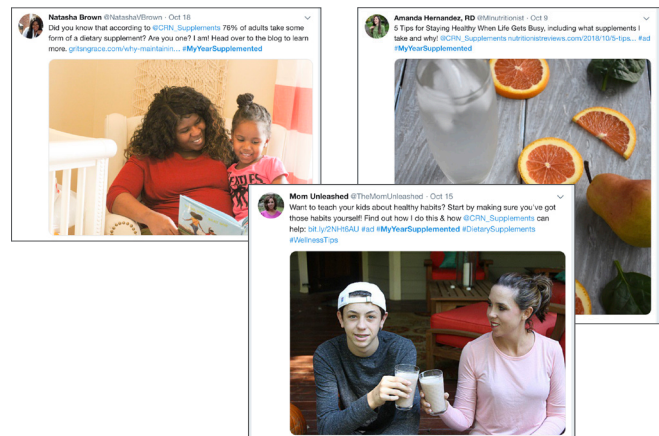 Natasha Brown @NatashaVBrown · Oct 18
Did you know that according to @CRN_Supplements 76% of adults take some
form of a dietary supplement? Are you one? I am! Head over to the blog to learn
more. gritsngrace.com/why-maintainin... #MyYearSupplemented
Amanda Hernandez, RD @MInutritionist · Oct 9
5 Tips for Staying Healthy When Life Gets Busy, including what supplements I
take and why! @CRN_Supplements nutritionistreviews.com/2018/10/5-tips... #ad
#MyYearSupplemented
Mom Unleashed @TheMomUnleashed · Oct 15
Want to teach your kids about healthy habits? Start by making sure you've got
those habits yourself! Find out how I do this & how @CRN_Supplements can
help: bit.ly/2NHt6AU #ad #MyYearSupplemented #DietarySupplements
#WellnessTips